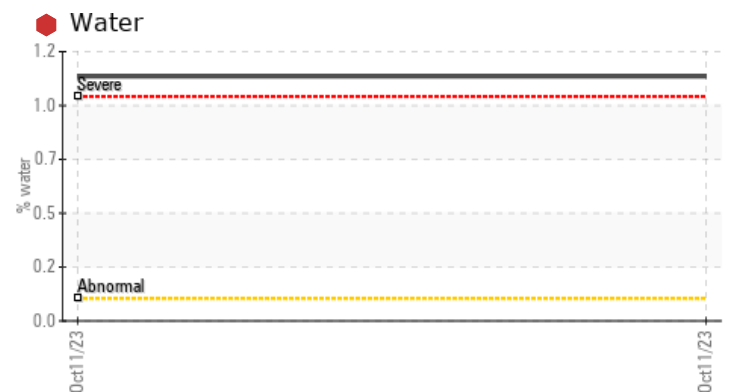 Water
1.2
Severe
1.0
0.7
% water
0.5
0.2
Abnormal
0.0
Oct11/23
Oct11/23